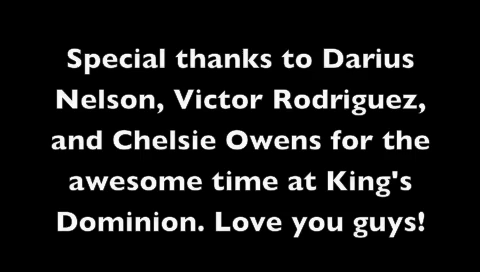 Special thanks to Darius
Nelson, Victor Rodriguez,
and Chelsie Owens for the
awesome time at King's
Dominion. Love you guys!